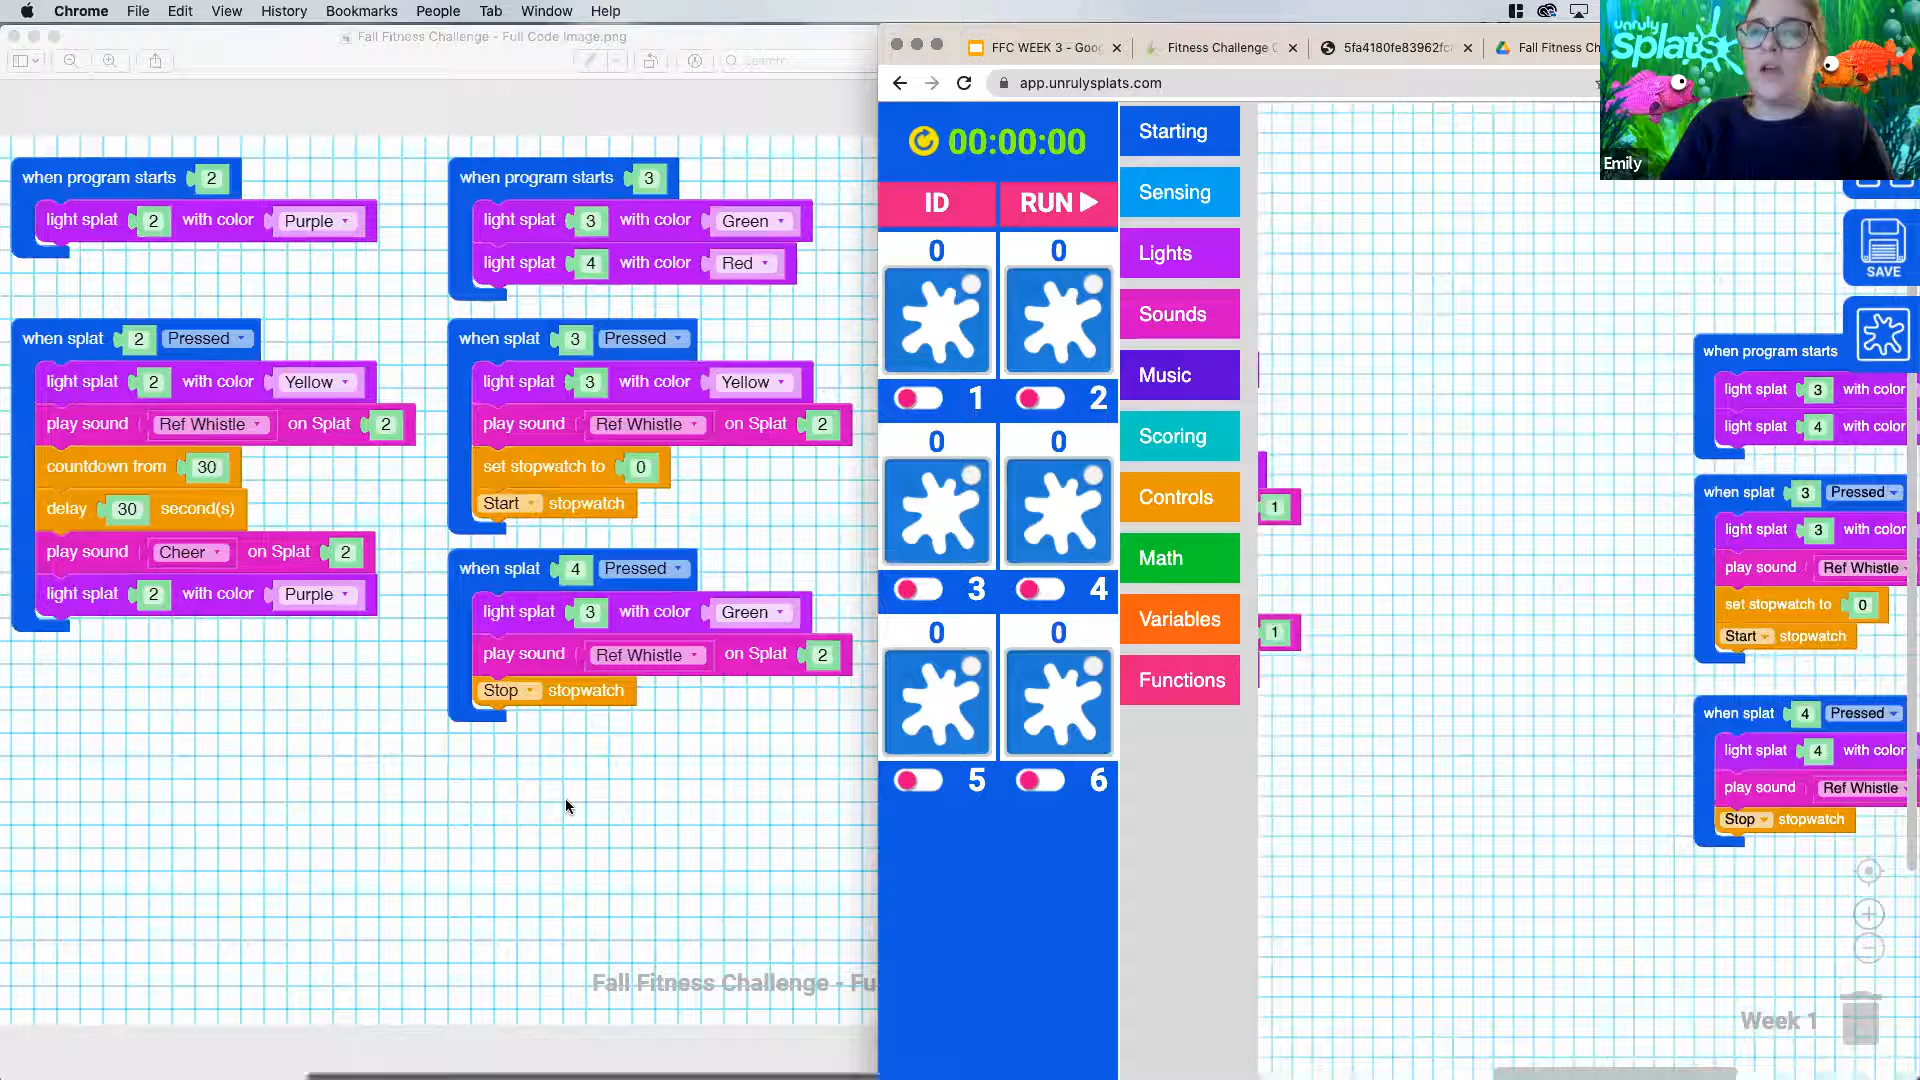 Chrome File Edit View History Bookmarks People Tab Window Help
Fall Fitness Challenge - Full Code Image.png
Search
when program starts 2
light splat 2 with color Purple
when splat 2 Pressed
light splat 2 with color Yellow
play sound Ref Whistle on Splat 2
countdown from 30
delay 30 second(s)
play sound Cheer on Splat 2
light splat 2 with color Purple
when program starts 3
light splat 3 with color Green
light splat 4 with color Red
when splat 3 Pressed
light splat 3 with color Yellow
play sound Ref Whistle on Splat 2
set stopwatch to 0
Start stopwatch
when splat 4 Pressed
light splat 3 with color Green
play sound Ref Whistle on Splat 2
Stop stopwatch
Fall Fitness Challenge - Fu
FFC WEEK 3 - Goog
Fitness Challenge
5fa4180fe83962fc
Fall Fitness Ch
app.unrulysplats.com
00:00:00
ID RUN
0 0
1 2
0 0
3 4
0 0
5 6
Starting
Sensing
Lights
Sounds
Music
Scoring
Controls
Math
Variables
Functions
1
1
when program starts
light splat 3 with color
light splat 4 with color
when splat 3 Pressed
light splat 3 with color
play sound Ref Whistle
set stopwatch to 0
Start stopwatch
when splat 4 Pressed
light splat 4 with color
play sound Ref Whistle
Stop stopwatch
SAVE
Week 1
unruly
Splats
Emily